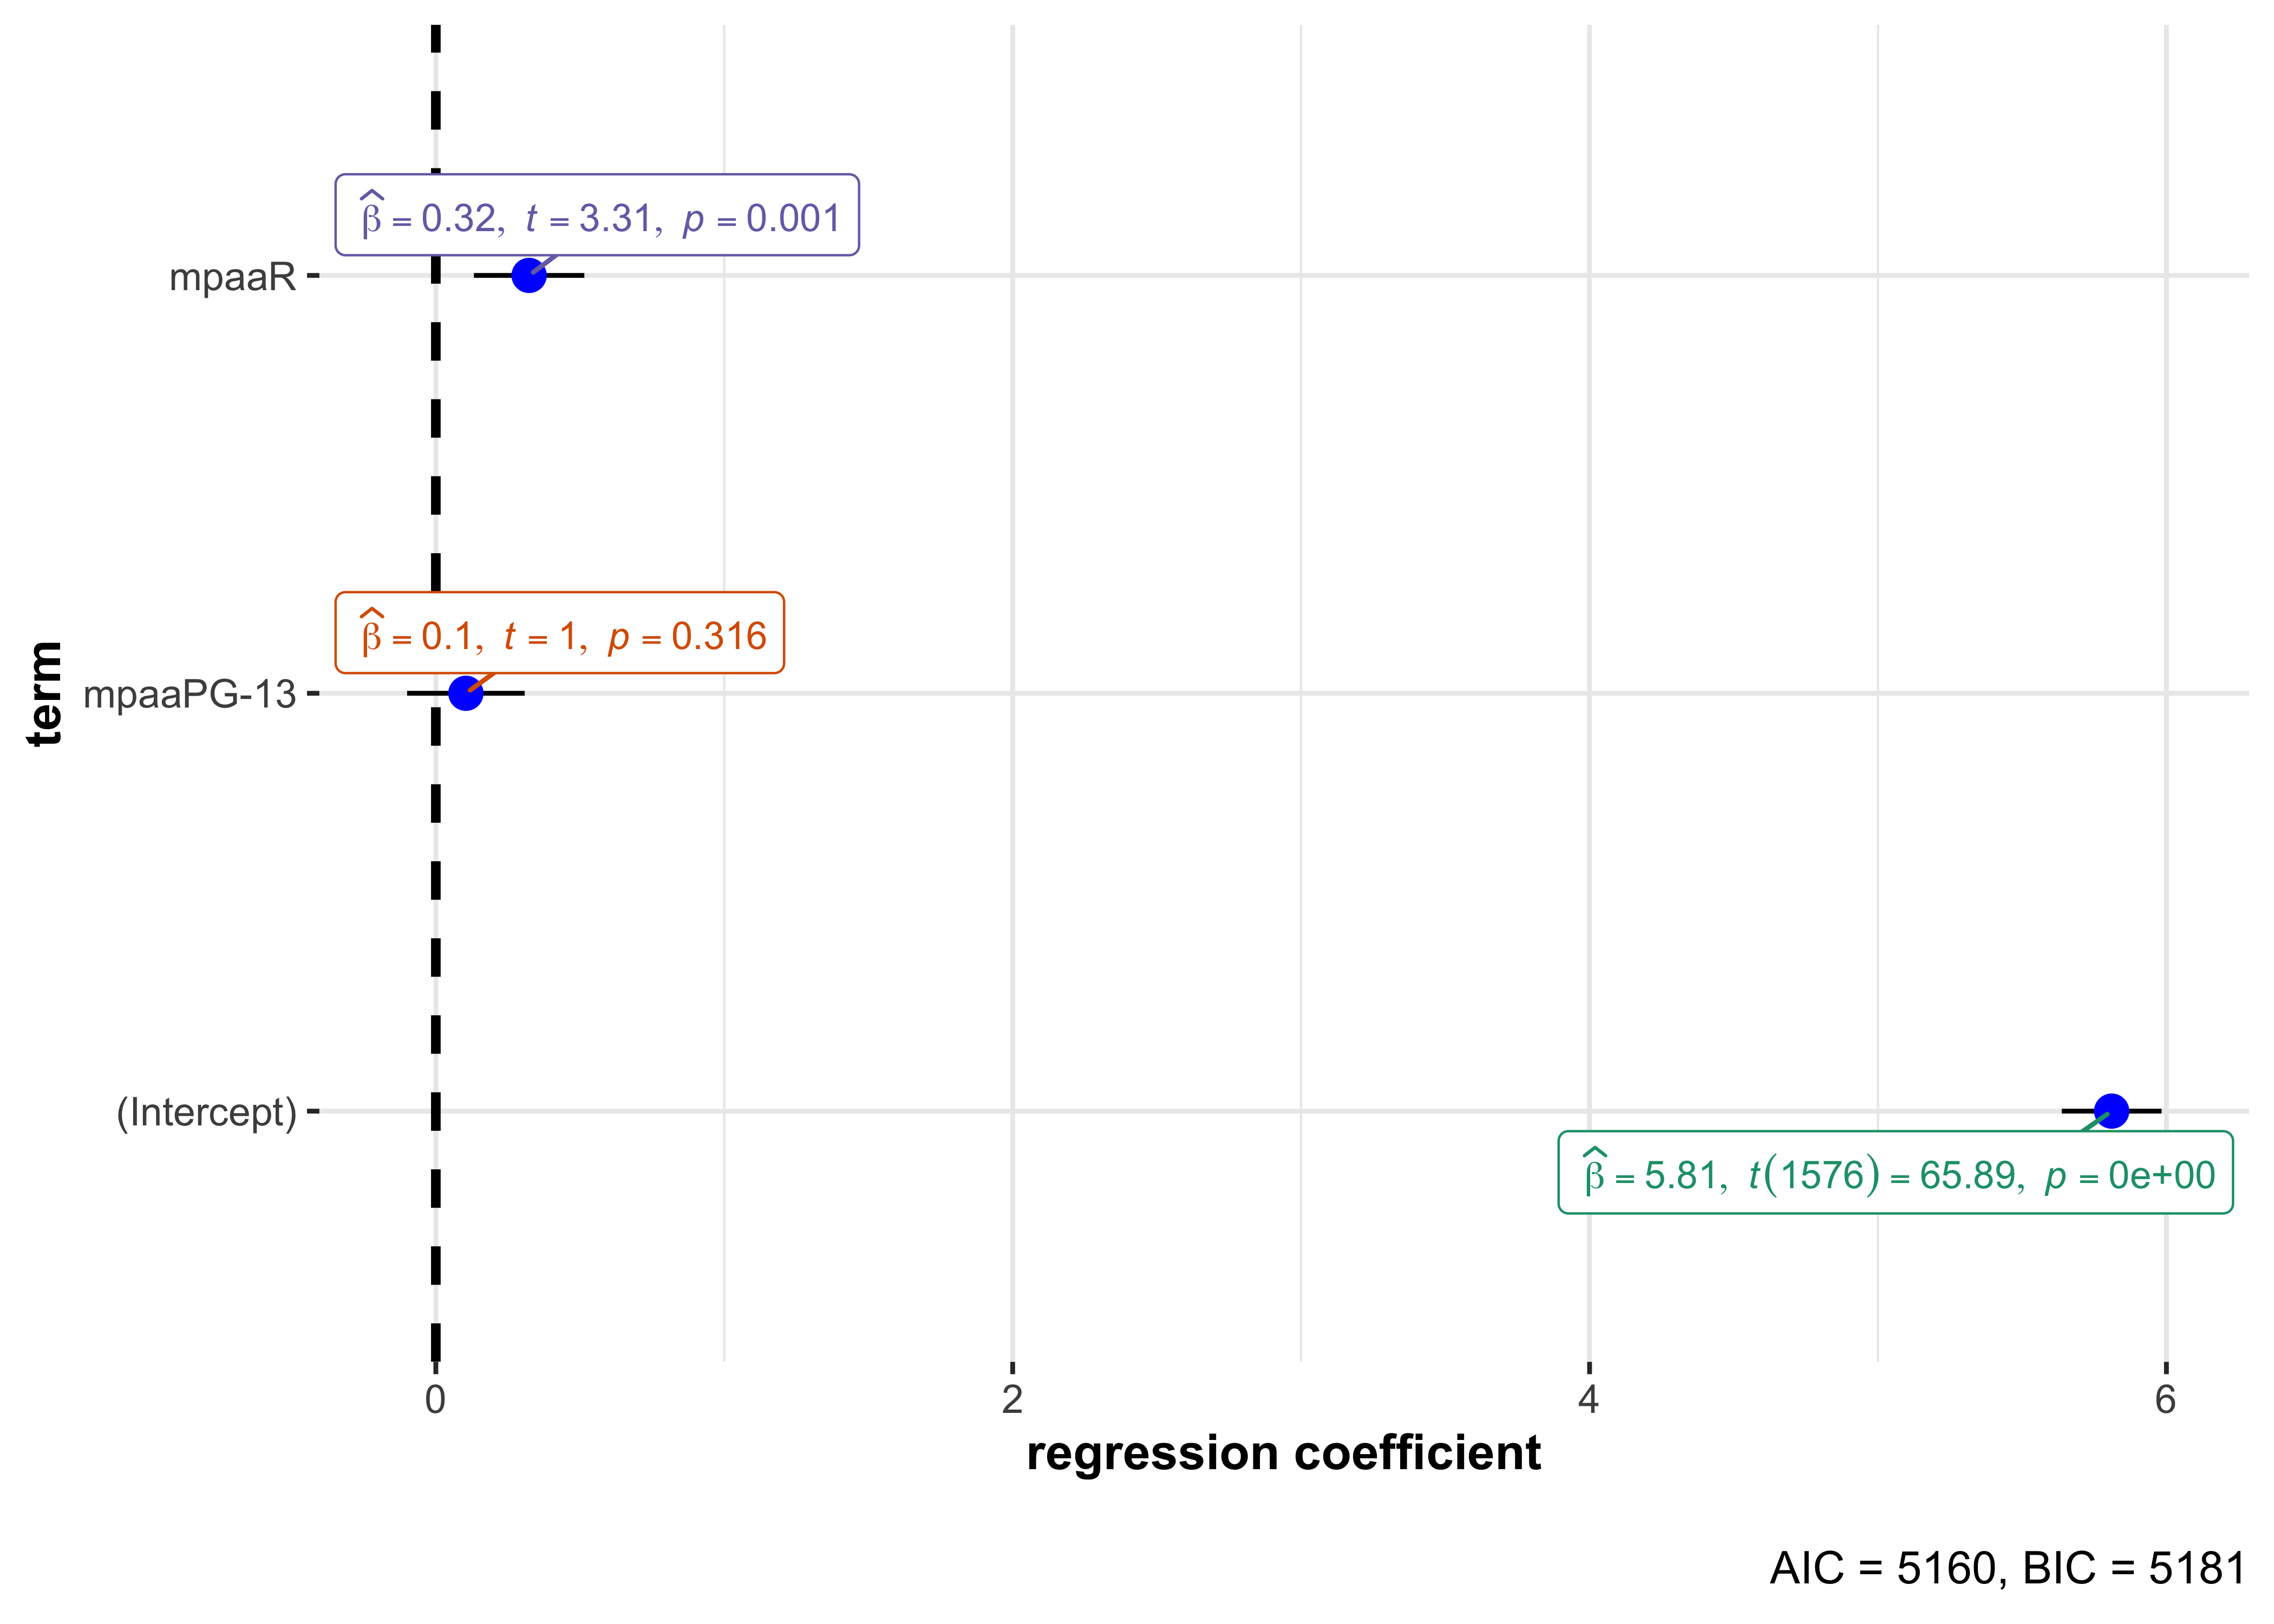 β̂ = 0.32, t = 3.31, p = 0.001
mpaaR
β̂ = 0.1, t = 1, p = 0.316
mpaaPG-13
term
(Intercept)
β̂ = 5.81, t(1576) = 65.89, p = 0e+00
0 2 4 6
regression coefficient
AIC = 5160, BIC = 5181